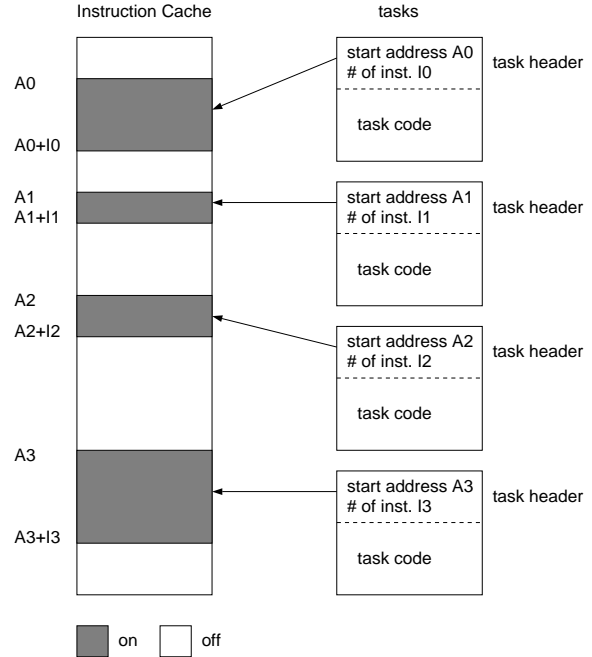 Instruction Cache
tasks
A0
A0+I0
A1
A1+I1
A2
A2+I2
A3
A3+I3
start address A0
# of inst. I0
task code
task header
start address A1
# of inst. I1
task code
task header
start address A2
# of inst. I2
task code
task header
start address A3
# of inst. I3
task code
task header
on
off